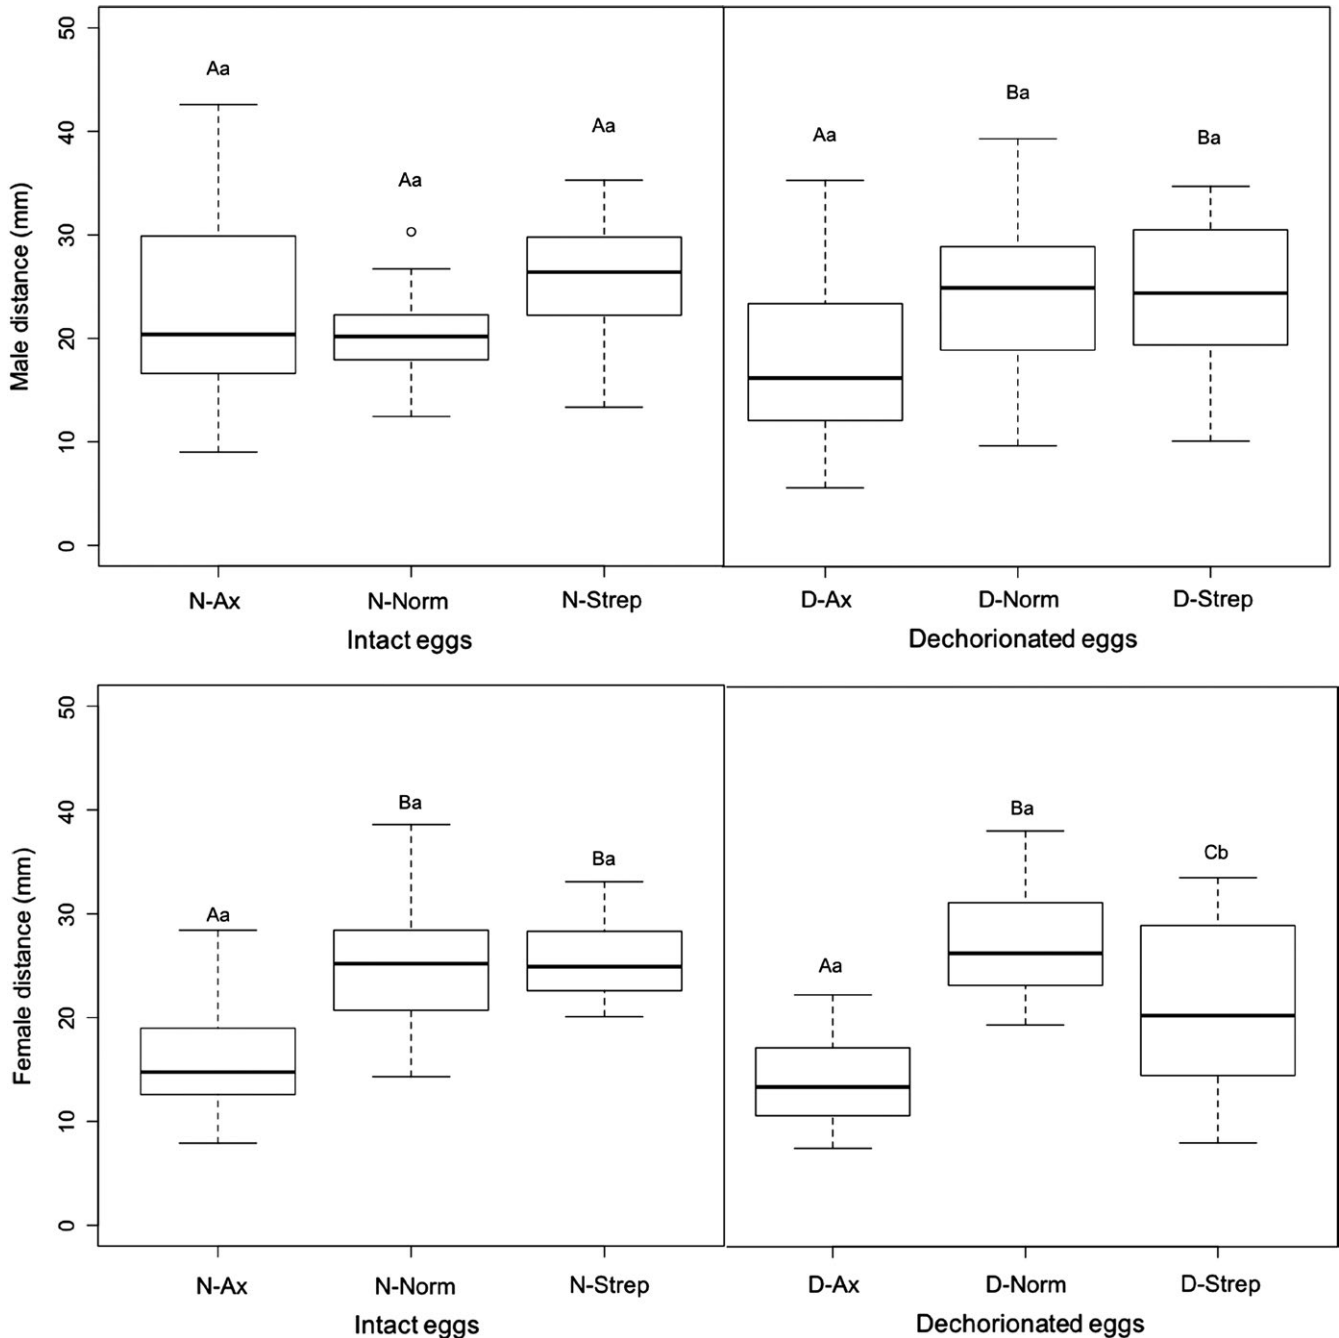 Male distance (mm)
50
40
30
20
10
0
Aa
Aa
Aa
Aa
Ba
Ba
N-Ax
N-Norm
N-Strep
D-Ax
D-Norm
D-Strep
Intact eggs
Dechorionated eggs
Female distance (mm)
50
40
30
20
10
0
Aa
Ba
Ba
Aa
Ba
Cb
N-Ax
N-Norm
N-Strep
D-Ax
D-Norm
D-Strep
Intact eggs
Dechorionated eggs